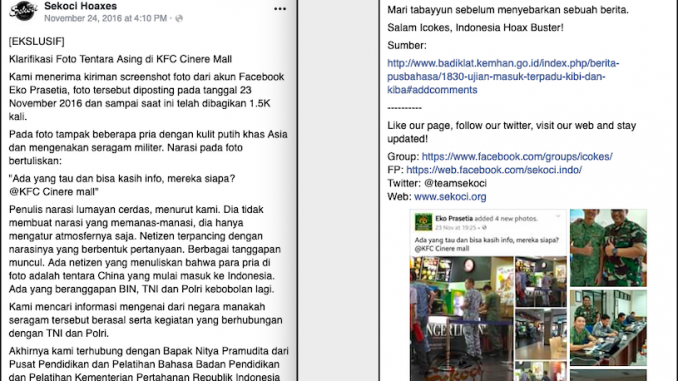 Sekoci Hoaxes
November 24, 2016 at 4:10 PM ·
[EKSLUSIF]
Klarifikasi Foto Tentara Asing di KFC Cinere Mall
Kami menerima kiriman screenshot foto dari akun Facebook
Eko Prasetia, foto tersebut diposting pada tanggal 23
November 2016 dan sampai saat ini telah dibagikan 1.5K
kali.
Pada foto tampak beberapa pria dengan kulit putih khas Asia
dan mengenakan seragam militer. Narasi pada foto
bertuliskan:
"Ada yang tau dan bisa kasih info, mereka siapa?
@KFC Cinere mall"
Penulis narasi lumayan cerdas, menurut kami. Dia tidak
membuat narasi yang memanas-manasi, dia hanya
mengatur atmosfernya saja. Netizen terpancing dengan
narasinya yang berbentuk pertanyaan. Berbagai tanggapan
muncul. Ada netizen yang menuliskan bahwa para pria di
foto adalah tentara China yang mulai masuk ke Indonesia.
Ada yang beranggapan BIN, TNI dan Polri kebobolan lagi.
Kami mencari informasi mengenai dari negara manakah
seragam tersebut berasal serta kegiatan yang berhubungan
dengan TNI dan Polri.
Akhirnya kami terhubung dengan Bapak Nitya Pramudita dari
Pusat Pendidikan dan Pelatihan Bahasa Badan Pendidikan
dan Pelatihan Kementerian Pertahanan Republik Indonesia
Mari tabayyun sebelum menyebarkan sebuah berita.
Salam Icokes, Indonesia Hoax Buster!
Sumber:
http://www.badiklat.kemhan.go.id/index.php/berita-
pusbahasa/1830-ujian-masuk-terpadu-kibi-dan-
kiba#addcomments
----------
Like our page, follow our twitter, visit our web and stay
updated!
Group: https://www.facebook.com/groups/icokes/
FP: https://web.facebook.com/sekoci.indo/
Twitter: @teamsekoci
Web: www.sekoci.org
Eko Prasetia added 4 new photos.
23 Nov at 19:25 ·
Ada yang tau dan bisa kasih info, mereka siapa?
@KFC Cinere mall